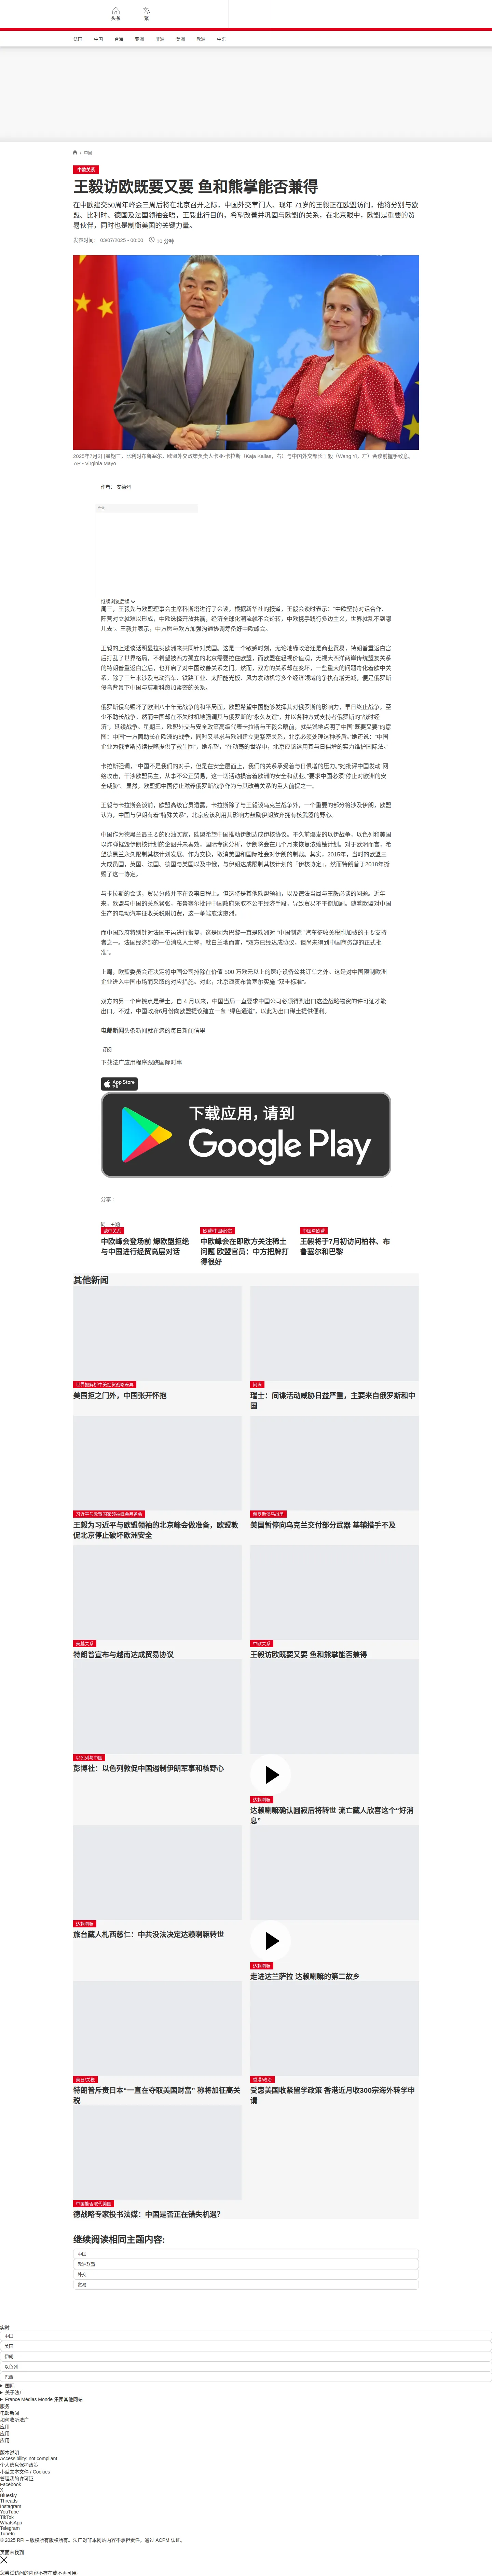 头条
繁
法国
中国
台海
亚洲
非洲
美洲
欧洲
中东
/ 中国
中欧关系
王毅访欧既要又要 鱼和熊掌能否兼得
在中欧建交50周年峰会三周后将在北京召开之际，中国外交掌门人、现年 71岁的王毅正在欧盟访问，他将分别与欧
盟、比利时、德国及法国领袖会晤，王毅此行目的，希望改善并巩固与欧盟的关系，在北京眼中，欧盟是重要的贸
易伙伴，同时也是制衡美国的关键力量。
发表时间： 03/07/2025 - 00:00
10 分钟
2025年7月2日星期三，比利时布鲁塞尔，欧盟外交政策负责人卡亚-卡拉斯（Kaja Kallas，右）与中国外交部长王毅（Wang Yi，左）会谈前握手致意。
AP - Virginia Mayo
作者： 安德烈
广告
继续浏览后续
周三，王毅先与欧盟理事会主席科斯塔进行了会谈，根据新华社的报道，王毅会谈时表示："中欧坚持对话合作、
阵营对立就难以形成，中欧选择开放共赢，经济全球化潮流就不会逆转，中欧携手践行多边主义，世界就乱不到哪
儿去"。王毅并表示，中方愿与欧方加强沟通协调筹备好中欧峰会。
王毅的上述谈话明显拉拢欧洲来共同针对美国。这是一个敏感时刻，无论地缘政治还是商业贸易，特朗普重返白宫
后打乱了世界格局，不希望被西方孤立的北京需要拉住欧盟，而欧盟在轻视价值观、无视大西洋两岸传统盟友关系
的特朗普重返白宫后，也开启了对中国改善关系之门。然而，双方的关系却在变坏，一些重大的问题毒化着欧中关
系。除了三年来涉及电动汽车、铁路工业、太阳能光板、风力发动机等多个经济领域的争执有增无减，便是俄罗斯
侵乌背景下中国与莫斯科愈加紧密的关系。
俄罗斯侵乌毁坏了欧洲八十年无战争的和平局面，欧盟希望中国能够发挥其对俄罗斯的影响力，早日终止战争，至
少不助长战争。然而中国却在不失时机地强调其与俄罗斯的"永久友谊"，并以各种方式支持着俄罗斯的"战时经
济"，延续战争。星期三，欧盟外交与安全政策高级代表卡拉斯与王毅会面前，就尖锐地点明了中国"既要又要"的意
图：中国"一方面助长在欧洲的战争，同时又寻求与欧洲建立更紧密关系，北京必须处理这种矛盾。"她还说："中国
企业为俄罗斯持续侵略提供了救生圈"，她希望，"在动荡的世界中，北京应该运用其与日俱增的实力维护国际法。"
卡拉斯强调，"中国不是我们的对手，但是在安全层面上，我们的关系承受着与日俱增的压力。"她批评中国发动"网
络攻击，干涉欧盟民主，从事不公正贸易，这一切活动损害着欧洲的安全和就业。"要求中国必须"停止对欧洲的安
全威胁"。显然，欧盟把中国停止滋养俄罗斯战争作为与其改善关系的重大前提之一。
王毅与卡拉斯会谈前，欧盟高级官员透露，卡拉斯除了与王毅谈乌克兰战争外，一个重要的部分将涉及伊朗，欧盟
认为，中国与伊朗有着"特殊关系"，北京应该利用其影响力鼓励伊朗放弃拥有核武器的野心。
中国作为德黑兰最主要的原油买家，欧盟希望中国推动伊朗达成伊核协议。不久前爆发的以伊战争，以色列和美国
以炸弹摧毁伊朗核计划的企图并未奏效，国际专家分析，伊朗将会在几个月来恢复浓缩轴计划。对于欧洲而言，希
望德黑兰永久限制其核计划发展、作为交换，取消美国和国际社会对伊朗的制裁。其实，2015年，当时的欧盟三
大成员国，英国、法国、德国与美国以及中俄，与伊朗达成限制其核计划的『伊核协定』，然而特朗普于2018年撕
毁了这一协定。
与卡拉斯的会谈，贸易分歧并不在议事日程上。但这将是其他欧盟领袖，以及德法当局与王毅必谈的问题。近年
来，欧盟与中国的关系紧张，布鲁塞尔批评中国政府采取不公平经济手段，导致贸易不平衡加剧。随着欧盟对中国
生产的电动汽车征收关税附加费，这一争端愈演愈烈。
而中国政府特别针对法国干邑进行报复，这是因为巴黎一直是欧洲对 "中国制造 "汽车征收关税附加费的主要支持
者之一。法国经济部的一位消息人士称，就白兰地而言，"双方已经达成协议，但尚未得到中国商务部的正式批
准"。
上周，欧盟委员会还决定将中国公司排除在价值 500 万欧元以上的医疗设备公共订单之外。这是对中国限制欧洲
企业进入中国市场而采取的对应措施。对此，北京谴责布鲁塞尔实施 "双重标准"。
双方的另一个摩擦点是稀土。自 4 月以来，中国当局一直要求中国公司必须得到出口这些战略物资的许可证才能
出口。不过，中国政府6月份向欧盟提议建立一条 "绿色通道"，以此为出口稀土提供便利。
电邮新闻头条新闻就在您的每日新闻信里
订阅
下载法广应用程序跟踪国际时事
App Store
下载
下载应用，请到
Google Play
分享 :
同一主题
欧中关系
中欧峰会登场前 爆欧盟拒绝
与中国进行经贸高层对话
欧盟/中国/经贸
中欧峰会在即欧方关注稀土
问题 欧盟官员：中方把牌打
得很好
中国与欧盟
王毅将于7月初访问柏林、布
鲁塞尔和巴黎
其他新闻
世界报解析中美经贸战略类目
美国拒之门外，中国张开怀抱
间谍
瑞士：间谍活动威胁日益严重，主要来自俄罗斯和中
国
习近平与欧盟国家领袖峰会筹备会
王毅为习近平与欧盟领袖的北京峰会做准备，欧盟敦
促北京停止破坏欧洲安全
俄罗斯侵乌战争
美国暂停向乌克兰交付部分武器 基辅措手不及
美越关系
特朗普宣布与越南达成贸易协议
中欧关系
王毅访欧既要又要 鱼和熊掌能否兼得
以色列与中国
彭博社：以色列敦促中国遏制伊朗军事和核野心
达赖喇嘛
达赖喇嘛确认圆寂后将转世 流亡藏人欣喜这个"好消
息"
达赖喇嘛
旅台藏人札西慈仁：中共没法决定达赖喇嘛转世
达赖喇嘛
走进达兰萨拉 达赖喇嘛的第二故乡
美日/关税
特朗普斥责日本"一直在夺取美国财富" 称将加征高关
税
香港/政治
受惠美国收紧留学政策 香港近月收300宗海外转学申
请
中国能否取代美国
德战略专家投书法媒：中国是否正在错失机遇？
继续阅读相同主题内容:
中国
欧洲联盟
外交
贸易
实时
中国
美国
伊朗
以色列
巴西
国际
关于法广
France Médias Monde 集团其他网站
服务
电邮新闻
如何收听法广
应用
应用
应用
版本说明
Accessibility: not compliant
个人信息保护政策
小型文本文件 / Cookies
管理我的许可证
Facebook
X
Bluesky
Threads
Instagram
YouTube
TikTok
WhatsApp
Telegram
TuneIn
© 2025 RFI – 版权所有版权所有。法广对非本网站内容不承担责任。通过 ACPM 认证。
页面未找到
您尝试访问的内容不存在或不再可用。